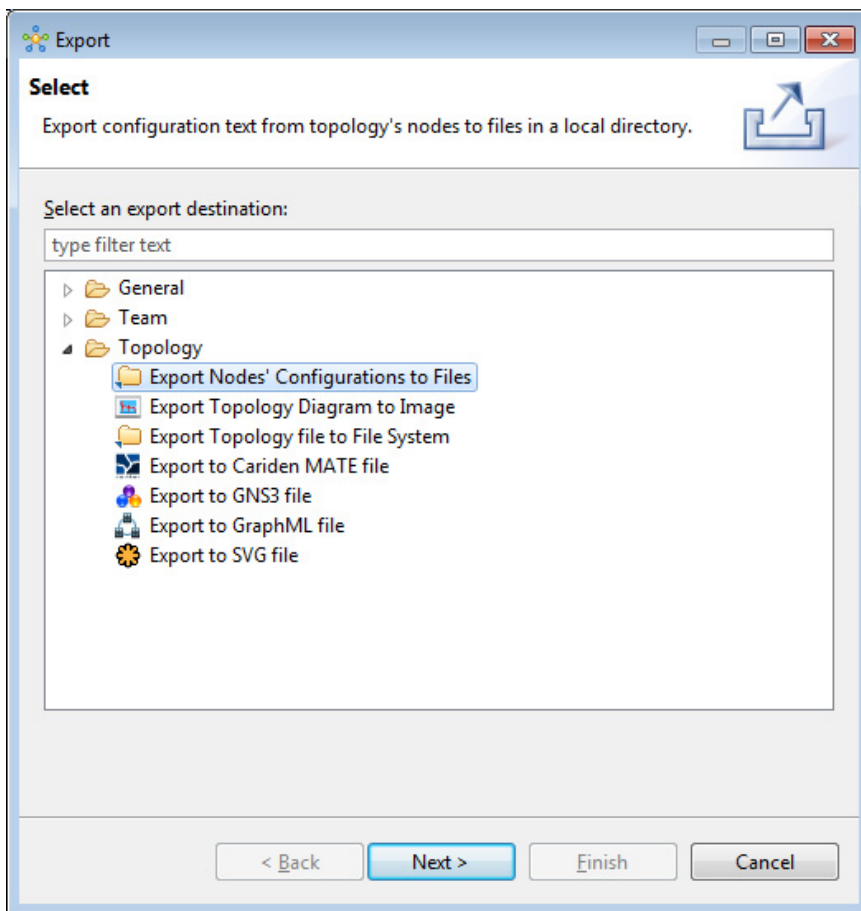 Export
Select
Export configuration text from topology's nodes to files in a local directory.
Select an export destination:
type filter text
General
Team
Topology
Export Nodes' Configurations to Files
Export Topology Diagram to Image
Export Topology file to File System
Export to Cariden MATE file
Export to GNS3 file
Export to GraphML file
Export to SVG file
< Back Next > Finish Cancel